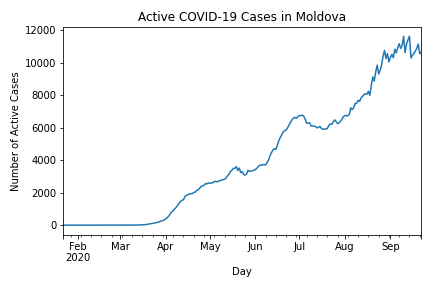 Active COVID-19 Cases in Moldova
Number of Active Cases
12000
10000
8000
6000
4000
2000
0
Feb Mar Apr May Jun Jul Aug Sep
2020
Day